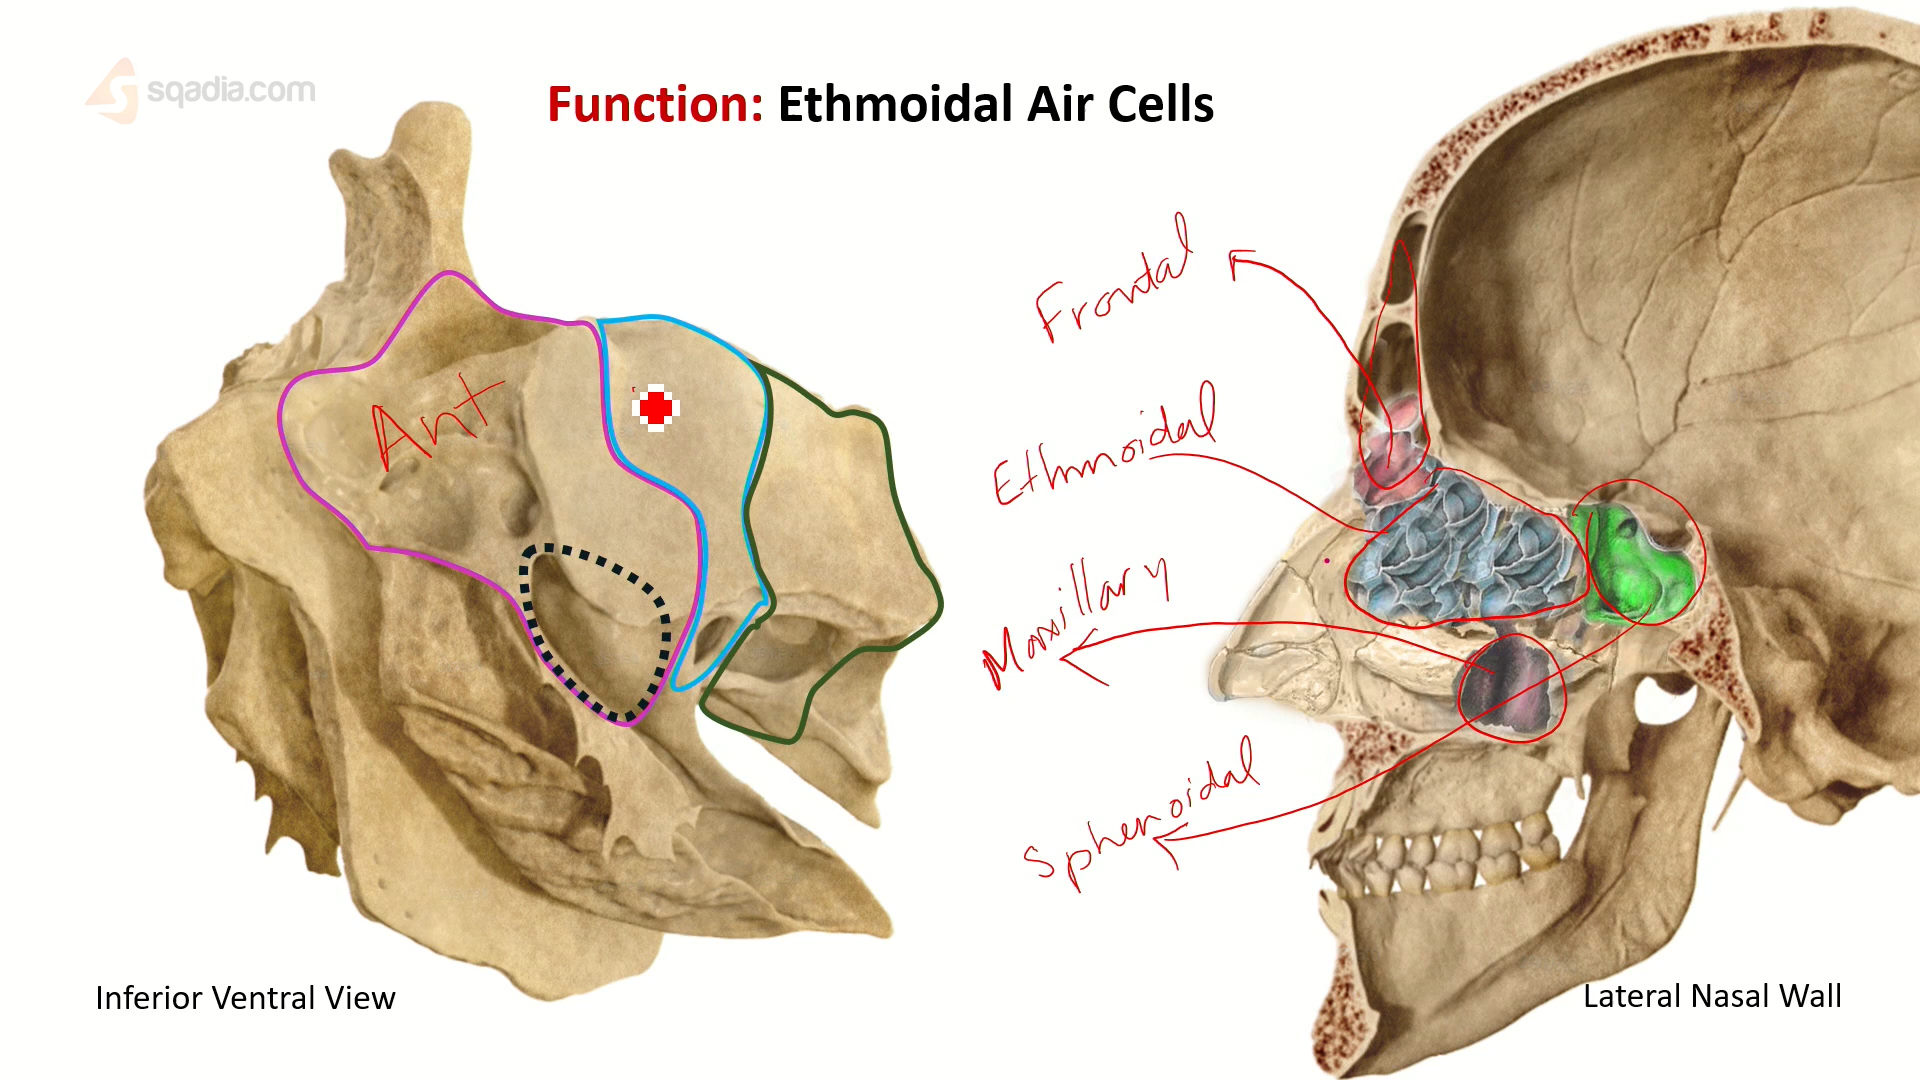 sqadia.com
Function: Ethmoidal Air Cells
Ant
Frontal
Ethmoidal
Maxillary
Sphenoidal
Inferior Ventral View
Lateral Nasal Wall